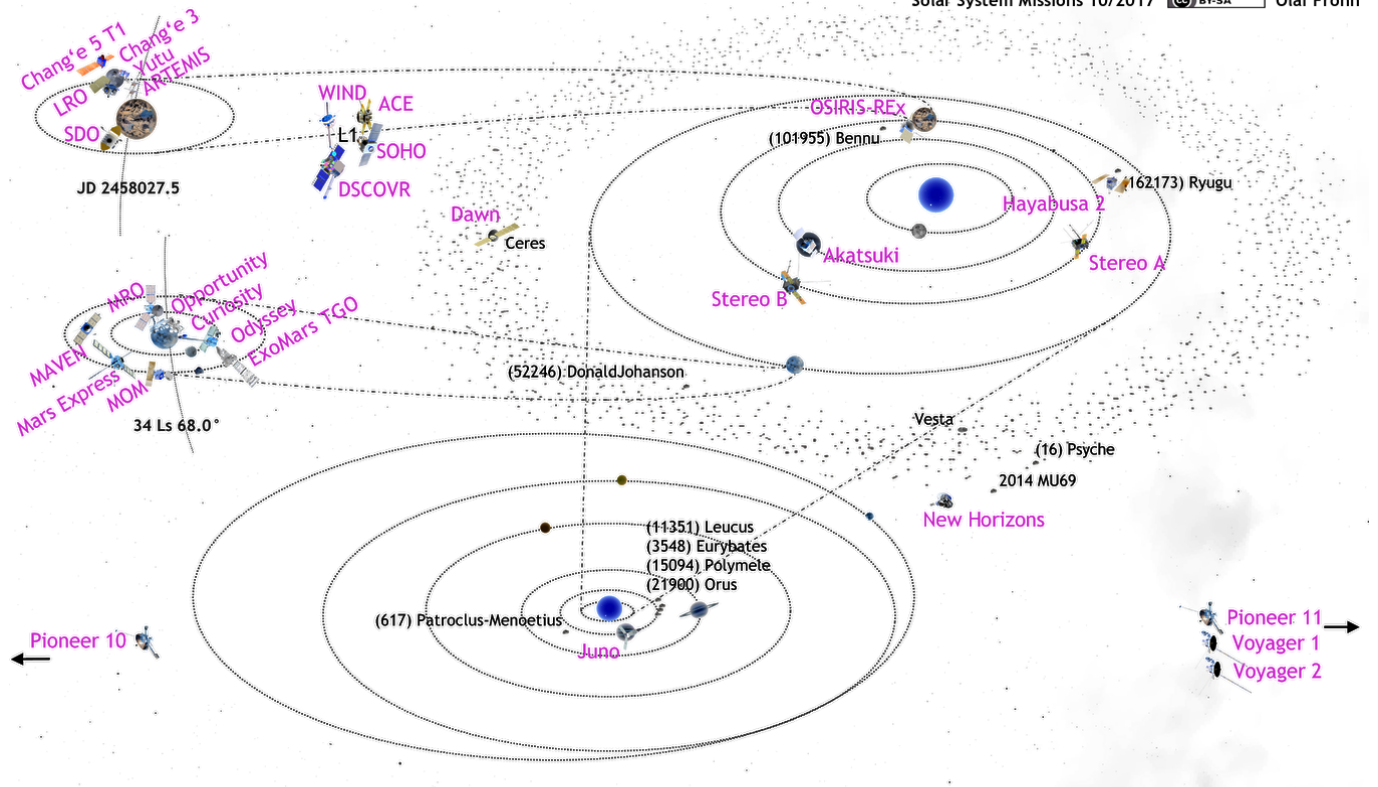 Solar System Missions 10/2017
cc BY-SA
Olaf Frohn
Chang‘e 5 T1
Chang‘e 3
Yutu
ARTEMIS
LRO
SDO
JD 2458027.5
WIND
ACE
L1
SOHO
DSCOVR
OSIRIS-REx
(101955) Bennu
162173) Ryugu
Hayabusa 2
Dawn
Ceres
Akatsuki
Stereo A
Stereo B
MRO
Opportunity
Curiosity
Odyssey
ExoMars TGO
MAVEN
Mars Express
MOM
34 Ls 68.0°
(52246) DonaldJohanson
Vesta
(16) Psyche
2014 MU69
New Horizons
(11351) Leucus
(3548) Eurybates
(15094) Polymele
(21900) Orus
(617) Patroclus-Menoetius
Juno
Pioneer 10
Pioneer 11
Voyager 1
Voyager 2